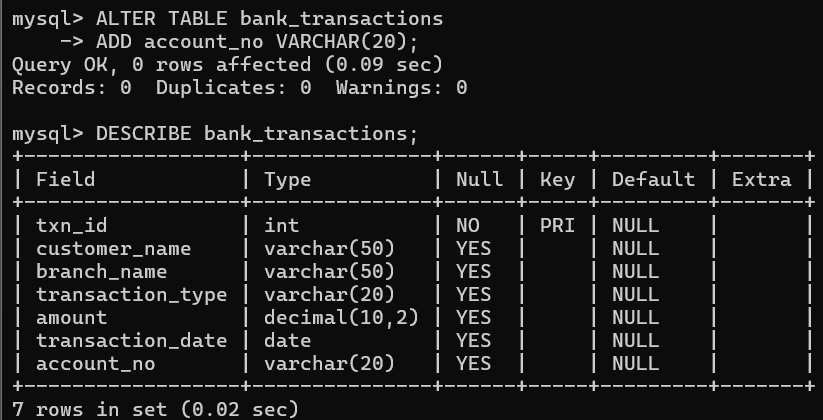 mysql> ALTER TABLE bank_transactions
    -> ADD account_no VARCHAR(20);
Query OK, 0 rows affected (0.09 sec)
Records: 0  Duplicates: 0  Warnings: 0

mysql> DESCRIBE bank_transactions;
+------------------+---------------+------+-----+---------+-------+
| Field            | Type          | Null | Key | Default | Extra |
+------------------+---------------+------+-----+---------+-------+
| txn_id           | int           | NO   | PRI | NULL    |       |
| customer_name    | varchar(50)   | YES  |     | NULL    |       |
| branch_name      | varchar(50)   | YES  |     | NULL    |       |
| transaction_type | varchar(20)   | YES  |     | NULL    |       |
| amount           | decimal(10,2) | YES  |     | NULL    |       |
| transaction_date | date          | YES  |     | NULL    |       |
| account_no       | varchar(20)   | YES  |     | NULL    |       |
+------------------+---------------+------+-----+---------+-------+
7 rows in set (0.02 sec)